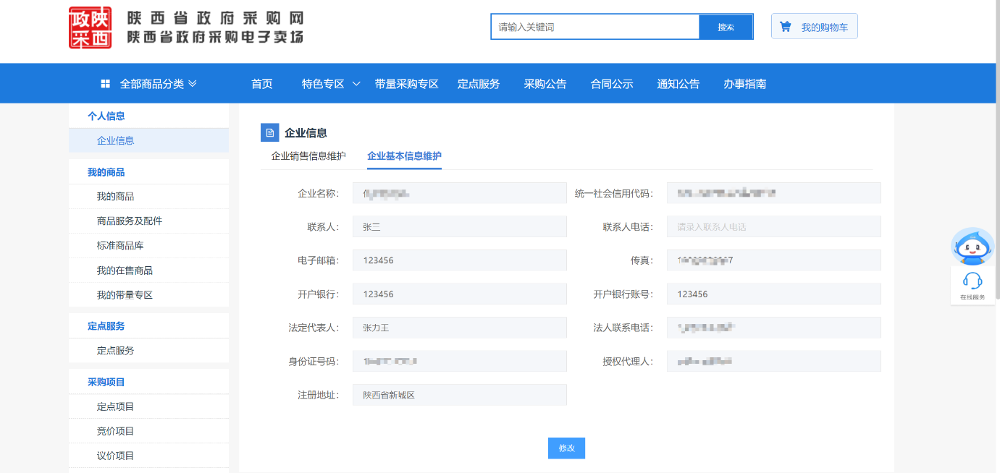 政陕
采西
陕西省政府采购网
陕西省政府采购电子卖场
请输入关键词
搜索
我的购物车
全部商品分类
首页
特色专区
带量采购专区
定点服务
采购公告
合同公示
通知公告
办事指南
个人信息
企业信息
我的商品
我的商品
商品服务及配件
标准商品库
我的在售商品
我的带量专区
定点服务
定点服务
采购项目
定点项目
竞价项目
议价项目
企业信息
企业销售信息维护
企业基本信息维护
企业名称：
统一社会信用代码：
联系人： 张三
联系人电话： 请录入联系人电话
电子邮箱： 123456
传真：
开户银行： 123456
开户银行账号： 123456
法定代表人： 张力王
法人联系电话：
身份证号码：
授权代理人：
注册地址： 陕西省新城区
修改
在线服务